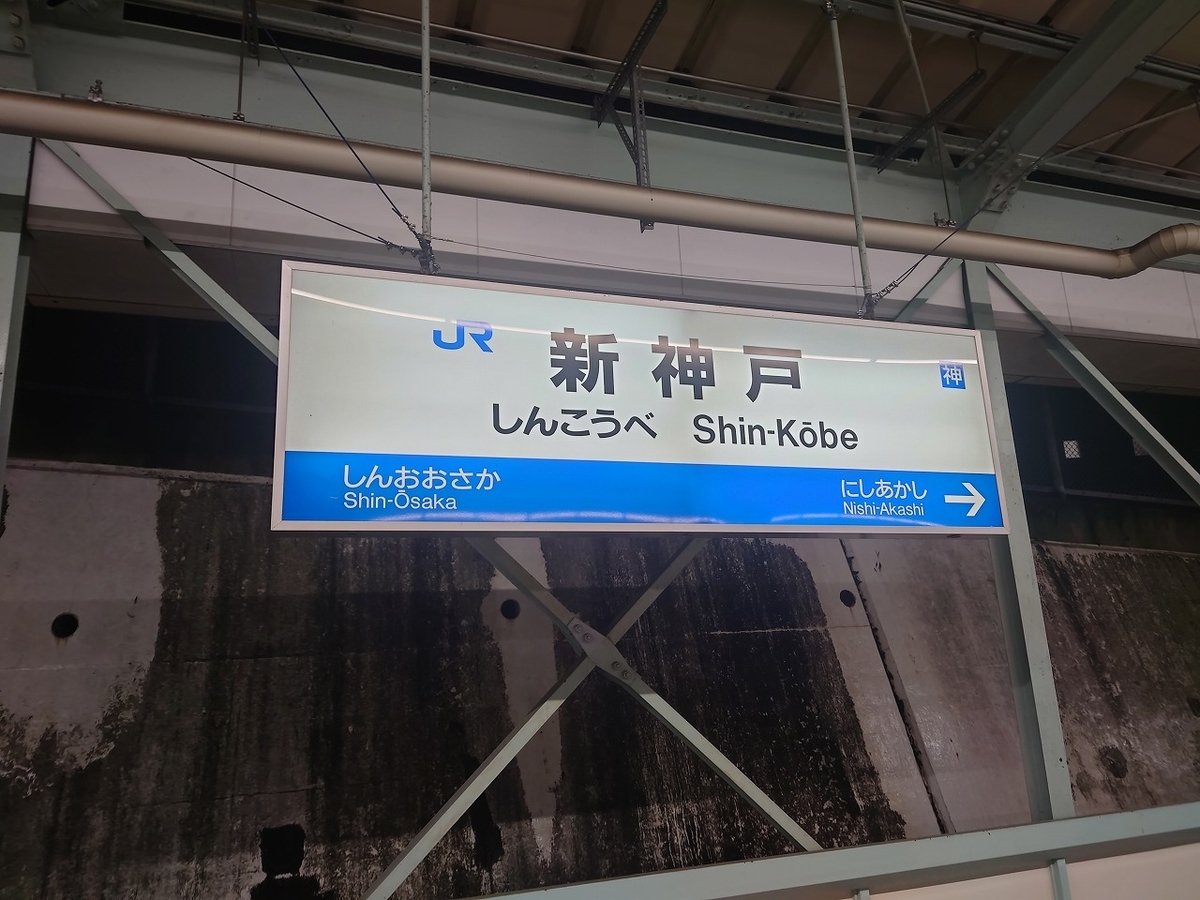 JR 新神戸 神
しんこうべ Shin-Kōbe
しんおおさか にしあかし →
Shin-Ōsaka Nishi-Akashi